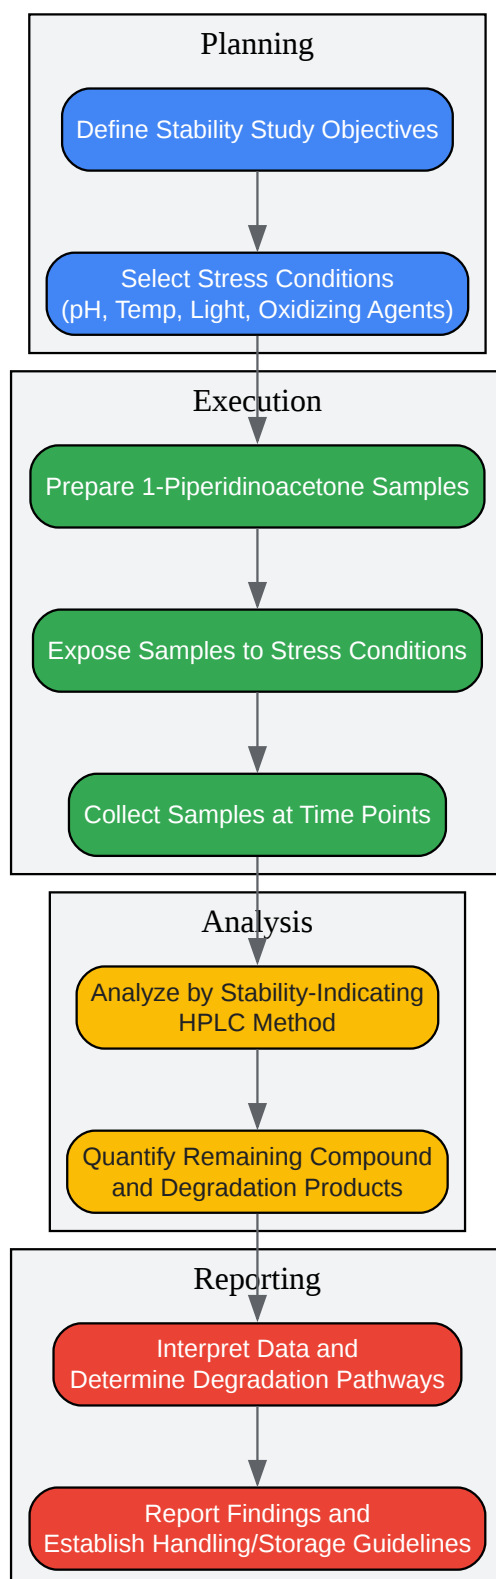 Planning
Define Stability Study Objectives
Select Stress Conditions
(pH, Temp, Light, Oxidizing Agents)
Execution
Prepare 1-Piperidinoacetone Samples
Expose Samples to Stress Conditions
Collect Samples at Time Points
Analysis
Analyze by Stability-Indicating
HPLC Method
Quantify Remaining Compound
and Degradation Products
Reporting
Interpret Data and
Determine Degradation Pathways
Report Findings and
Establish Handling/Storage Guidelines